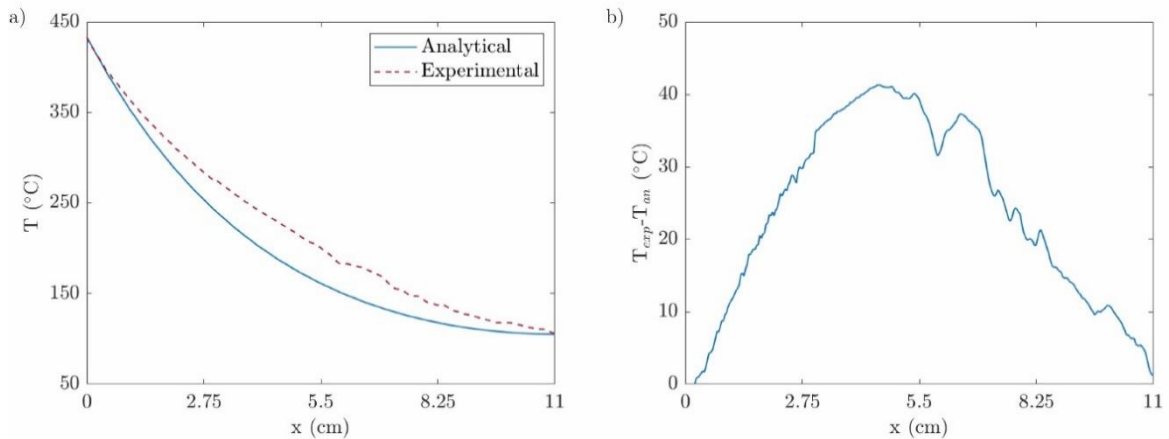 a)
450
350
250
150
50
T (°C)
Analytical
Experimental
0 2.75 5.5 8.25 11
x (cm)
b)
50
40
30
20
10
0
T_exp-T_an (°C)
0 2.75 5.5 8.25 11
x (cm)